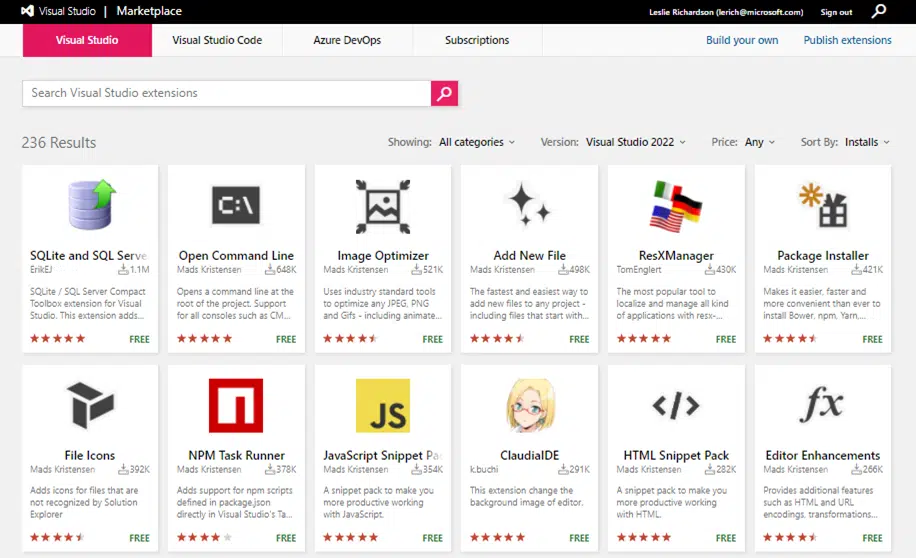 Visual Studio | Marketplace
Leslie Richardson (lerich@microsoft.com) Sign out
Visual Studio Visual Studio Code Azure DevOps Subscriptions Build your own Publish extensions
Search Visual Studio extensions
236 Results Showing: All categories Version: Visual Studio 2022 Price: Any Sort By: Installs
SQLite and SQL Serve
ErikEJ 1.1M
SQLite / SQL Server Compact
Toolbox extension for Visual
Studio. This extension adds...
FREE
C:\
Open Command Line
Mads Kristensen 648K
Opens a command line at the
root of the project. Support
for all consoles such as CM...
FREE
Image Optimizer
Mads Kristensen 521K
Uses industry standard tools
to optimize any JPEG, PNG
and Gifs - including animate...
FREE
Add New File
Mads Kristensen 498K
The fastest and easiest way to
add new files to any project -
including files that start with...
FREE
ResXManager
TomEnglert 430K
The most popular tool to
localize and manage all kind
of applications with resx-...
FREE
Package Installer
Mads Kristensen 421K
Makes it easier, faster and
more convenient than ever to
install Bower, npm, Yarn,...
FREE
File Icons
Mads Kristensen 392K
Adds icons for files that are
not recognized by Solution
Explorer
FREE
NPM Task Runner
Mads Kristensen 378K
Adds support for npm scripts
defined in package.json
directly in Visual Studio's Ta...
FREE
JS
JavaScript Snippet Pa
Mads Kristensen 354K
A snippet pack to make you
more productive working
with JavaScript.
FREE
ClaudiaIDE
k.buchi 291K
This extension change the
background image of editor.
FREE
</>
HTML Snippet Pack
Mads Kristensen 282K
A snippet pack to make you
more productive working
with HTML.
FREE
fx
Editor Enhancements
Mads Kristensen 266K
Provides additional features
such as HTML and URL
encodings, transformations...
FREE